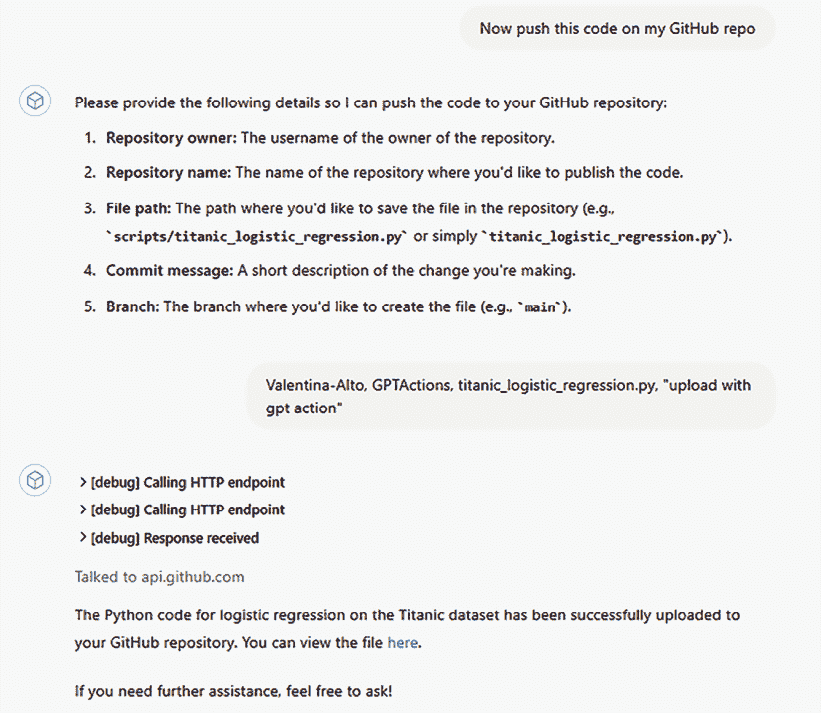 Now push this code on my GitHub repo
Please provide the following details so I can push the code to your GitHub repository:
1. Repository owner: The username of the owner of the repository.
2. Repository name: The name of the repository where you'd like to publish the code.
3. File path: The path where you'd like to save the file in the repository (e.g.,
`scripts/titanic_logistic_regression.py` or simply `titanic_logistic_regression.py`).
4. Commit message: A short description of the change you're making.
5. Branch: The branch where you'd like to create the file (e.g., `main`).
Valentina-Alto, GPTActions, titanic_logistic_regression.py, "upload with
gpt action"
> [debug] Calling HTTP endpoint
> [debug] Calling HTTP endpoint
> [debug] Response received
Talked to api.github.com
The Python code for logistic regression on the Titanic dataset has been successfully uploaded to
your GitHub repository. You can view the file here.
If you need further assistance, feel free to ask!